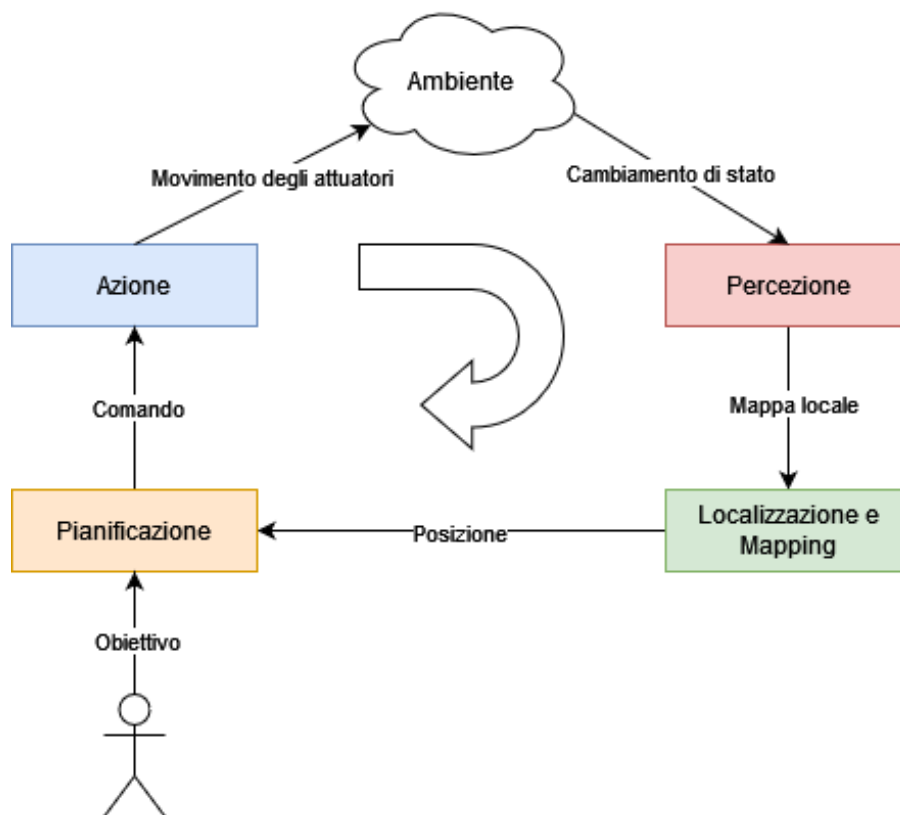 Ambiente
Movimento degli attuatori
Cambiamento di stato
Azione
Percezione
Comando
Mappa locale
Pianificazione
Posizione
Localizzazione e
Mapping
Obiettivo